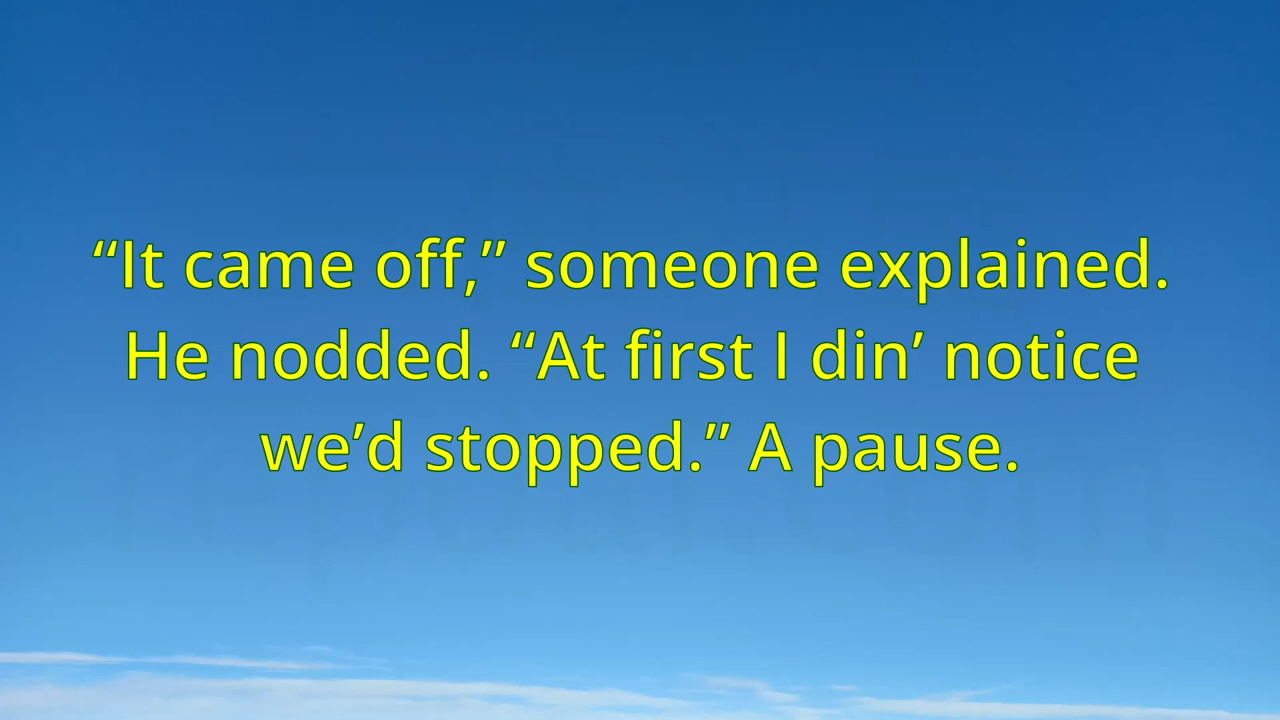 “It came off,” someone explained.
He nodded. “At first I din’ notice
we’d stopped.” A pause.